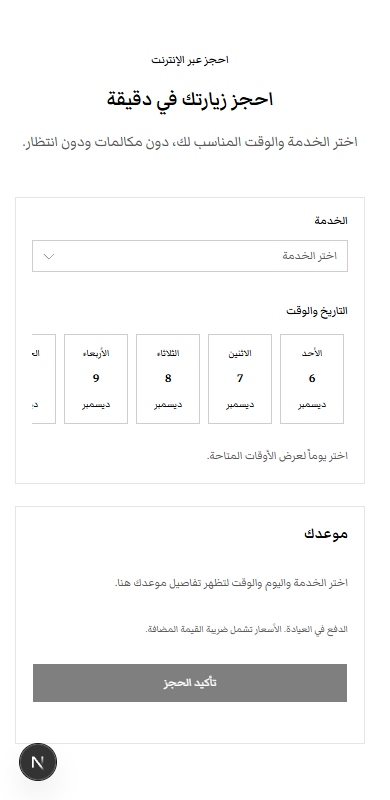 احجز عبر الإنترنت
احجز زيارتك في دقيقة
اختر الخدمة والوقت المناسب لك، دون مكالمات ودون انتظار.
الخدمة
اختر الخدمة
التاريخ والوقت
الأحد
6
ديسمبر
الاثنين
7
ديسمبر
الثلاثاء
8
ديسمبر
الأربعاء
9
ديسمبر
اختر يوماً لعرض الأوقات المتاحة.
موعدك
اختر الخدمة واليوم والوقت لتظهر تفاصيل موعدك هنا.
الدفع في العيادة. الأسعار تشمل ضريبة القيمة المضافة.
تأكيد الحجز
N